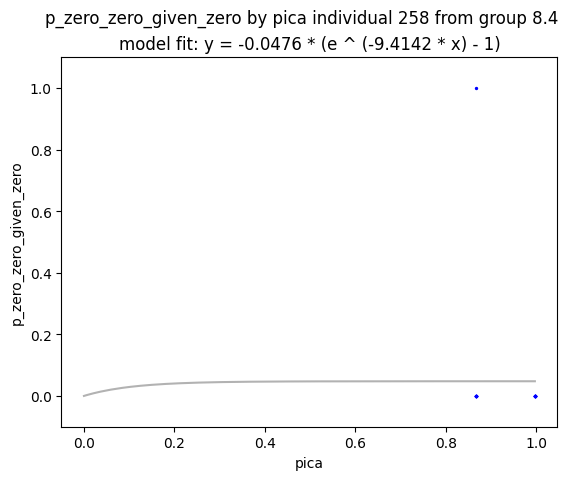 p_zero_zero_given_zero by pica individual 258 from group 8.4
model fit: y = -0.0476 * (e ^ (-9.4142 * x) - 1)
1.0
0.8
0.6
0.4
0.2
0.0
p_zero_zero_given_zero
0.0 0.2 0.4 0.6 0.8 1.0
pica